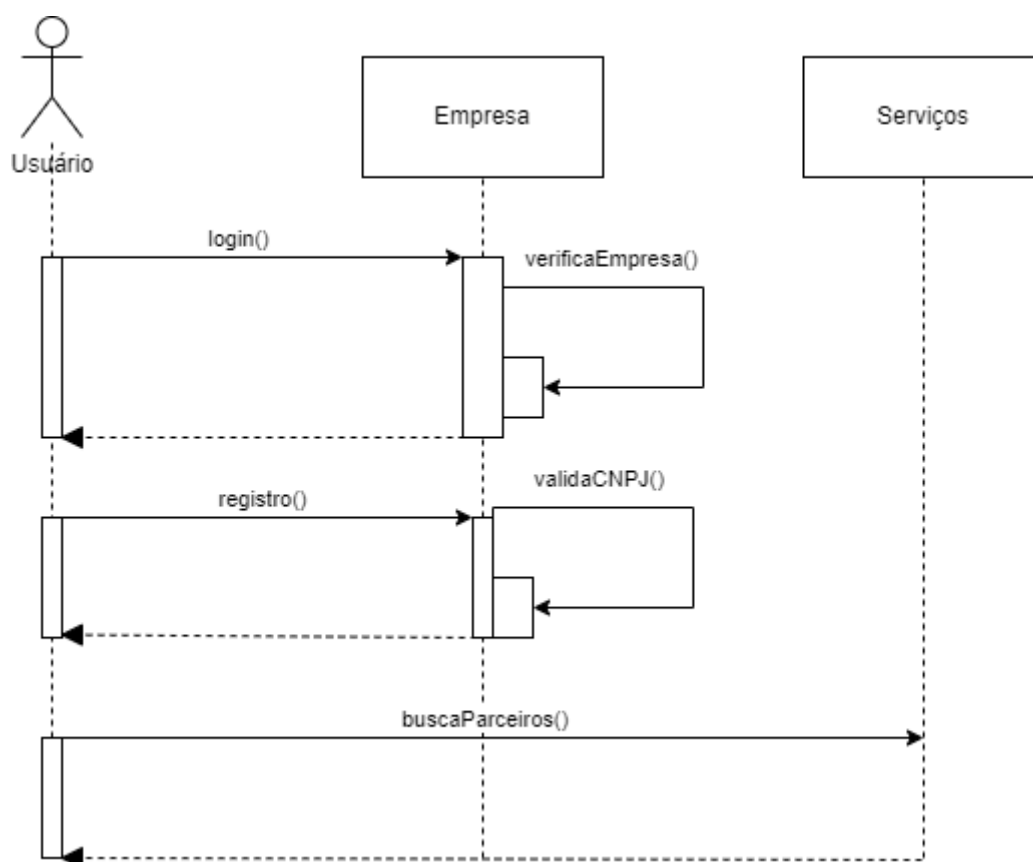 Usuário
Empresa
Serviços
login()
verificaEmpresa()
registro()
validaCNPJ()
buscaParceiros()